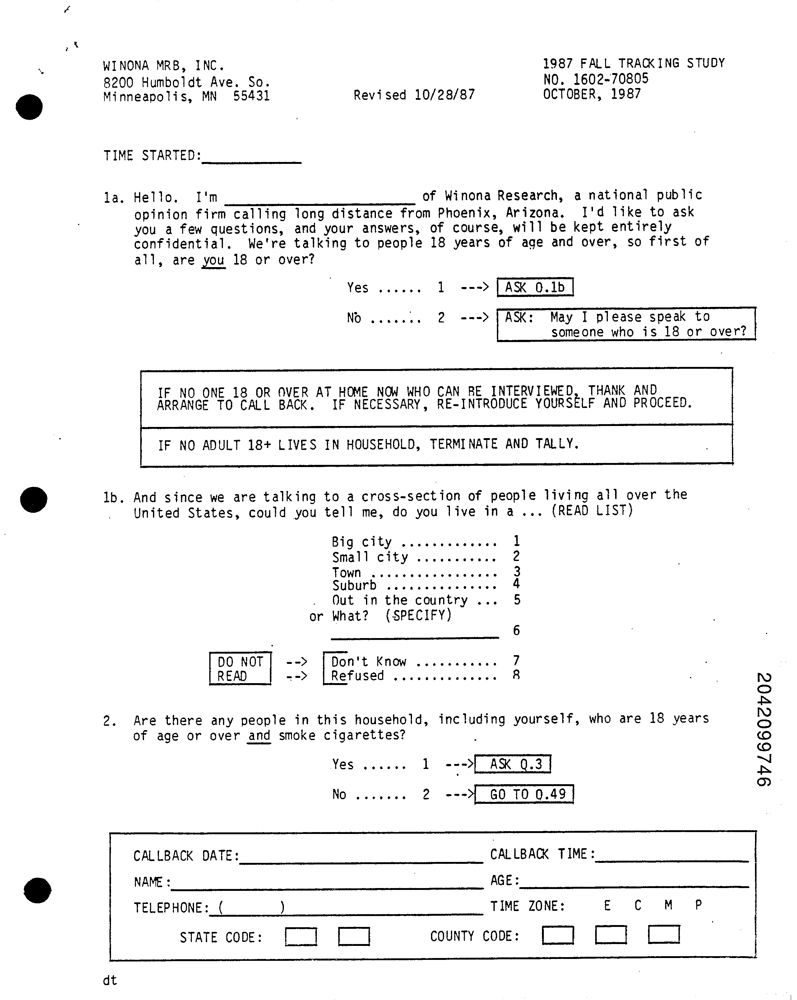 WINONA MRB, INC. 1987 FALL TRACKING STUDY
8200 Humboldt Ave. So. NO. 1602-70805
Minneapolis, MN 55431 Revised 10/28/87 OCTOBER, 1987
TIME STARTED:
1a. Hello. I'm ____ of Winona Research, a national public
opinion firm calling long distance from Phoenix, Arizona. I'd like to ask
you a few questions, and your answers, of course, will be kept entirely
confidential. We're talking to people 18 years of age and over, so first of
all, are you 18 or over?
Yes ...... 1 ---> ASK Q.1b
No ....... 2 ---> ASK: May I please speak to
someone who is 18 or over?
IF NO ONE 18 OR OVER AT HOME NOW WHO CAN BE INTERVIEWED, THANK AND
ARRANGE TO CALL BACK. IF NECESSARY, RE-INTRODUCE YOURSELF AND PROCEED.
IF NO ADULT 18+ LIVES IN HOUSEHOLD, TERMINATE AND TALLY.
1b. And since we are talking to a cross-section of people living all over the
United States, could you tell me, do you live in a ... (READ LIST)
Big city ............. 1
Small city ........... 2
Town ................. 3
Suburb ............... 4
Out in the country ... 5
or What? (SPECIFY)
6
DO NOT --> Don't Know ........... 7
READ --> Refused .............. 8
2. Are there any people in this household, including yourself, who are 18 years
of age or over and smoke cigarettes?
Yes ...... 1 ---> ASK Q.3
No ....... 2 ---> GO TO Q.49
CALLBACK DATE: CALLBACK TIME:
NAME: AGE:
TELEPHONE: ( ) TIME ZONE: E C M P
STATE CODE: COUNTY CODE:
dt
2042099746